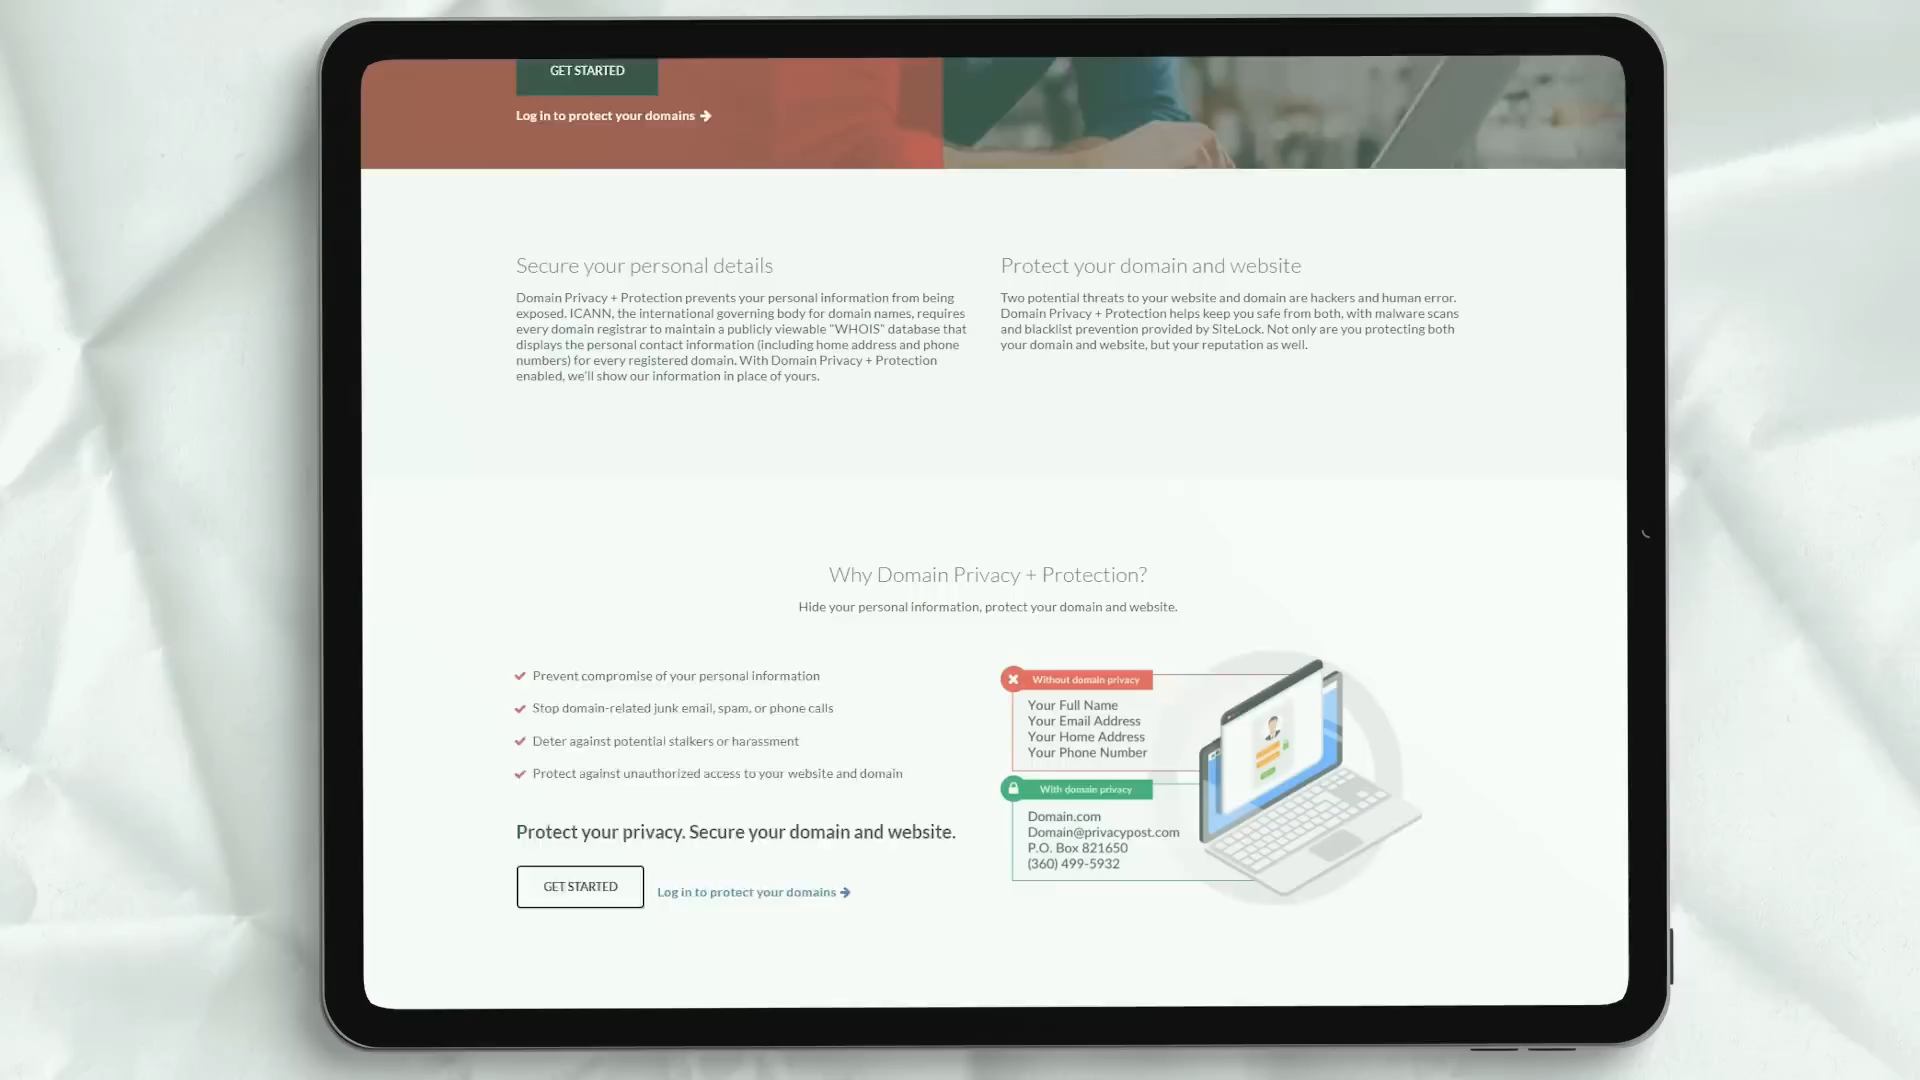 GET STARTED
Log in to protect your domains
Secure your personal details
Domain Privacy + Protection prevents your personal information from being
exposed. ICANN, the international governing body for domain names, requires
every domain registrar to maintain a publicly viewable "WHOIS" database that
displays the personal contact information (including home address and phone
numbers) for every registered domain. With Domain Privacy + Protection
enabled, we'll show our information in place of yours.
Protect your domain and website
Two potential threats to your website and domain are hackers and human error.
Domain Privacy + Protection helps keep you safe from both, with malware scans
and blacklist prevention provided by SiteLock. Not only are you protecting both
your domain and website, but your reputation as well.
Why Domain Privacy + Protection?
Hide your personal information, protect your domain and website.
Prevent compromise of your personal information
Stop domain-related junk email, spam, or phone calls
Deter against potential stalkers or harassment
Protect against unauthorized access to your website and domain
Protect your privacy. Secure your domain and website.
GET STARTED
Log in to protect your domains
Without domain privacy
Your Full Name
Your Email Address
Your Home Address
Your Phone Number
With domain privacy
Domain.com
Domain@privacypost.com
P.O. Box 821650
(360) 499-5932